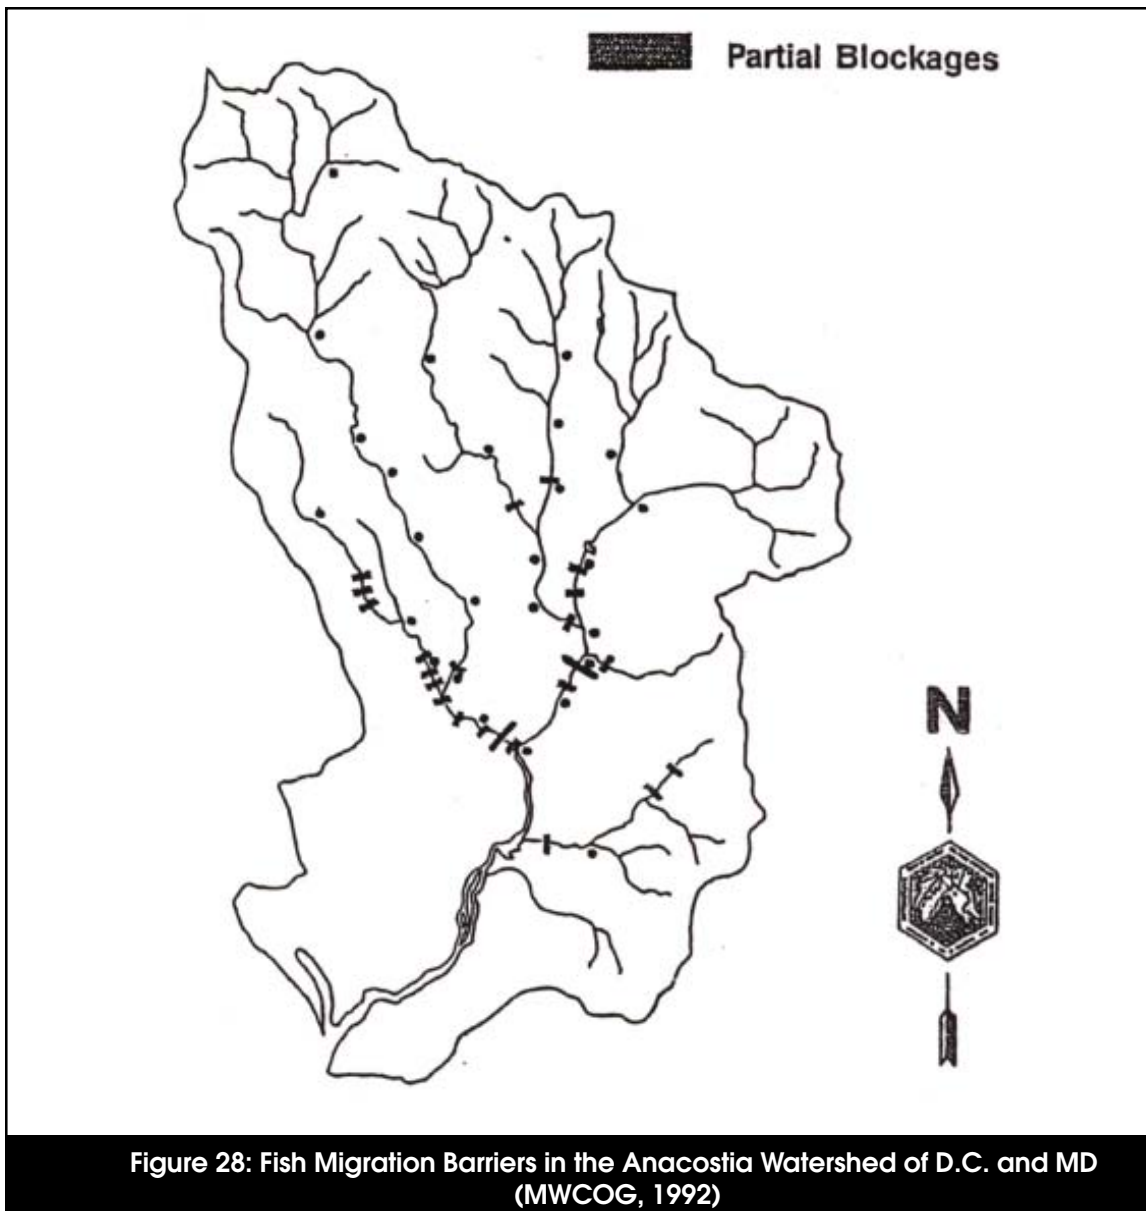 Partial Blockages
N
Figure 28: Fish Migration Barriers in the Anacostia Watershed of D.C. and MD
(MWCOG, 1992)